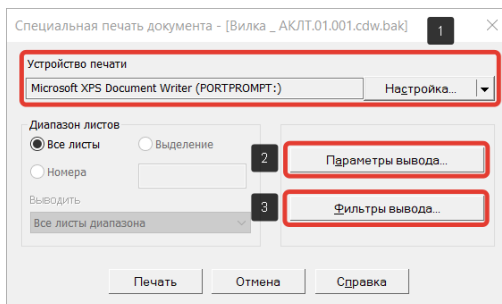 Специальная печать документа - [Вилка _ АКЛТ.01.001.cdw.bak]
1
Устройство печати
Microsoft XPS Document Writer (PORTPROMPT:)
Настройка...
Диапазон листов
Все листы
Выделение
Номера
Выводить
Все листы диапазона
2
Параметры вывода...
3
Фильтры вывода...
Печать
Отмена
Справка